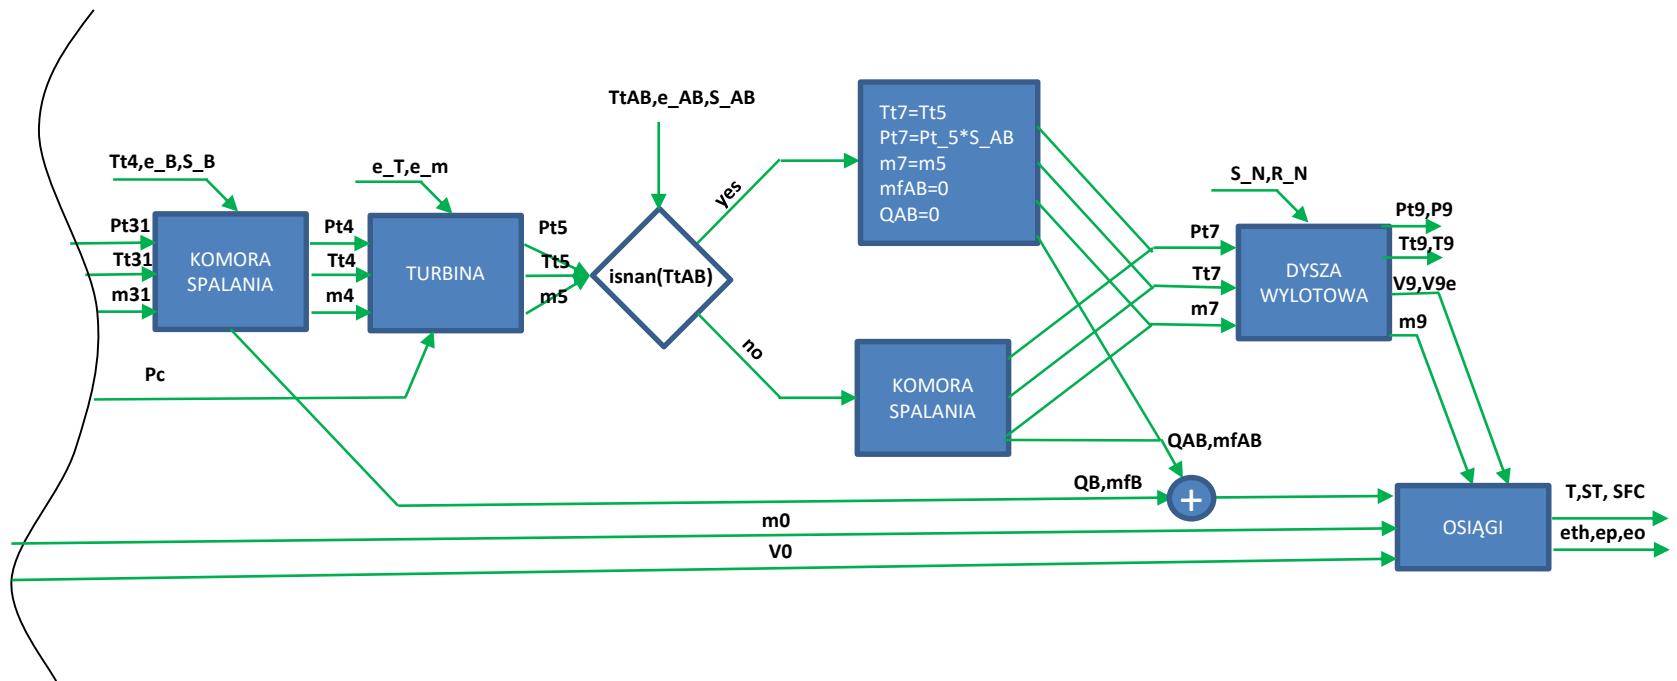 Tt4,e_B,S_B
Pt31
Tt31
m31
KOMORA
SPALANIA
Pc
Pt4
Tt4
m4
e_T,e_m
TURBINA
Pt5
Tt5
m5
TtAB,e_AB,S_AB
isnan(TtAB)
yes
no
Tt7=Tt5
Pt7=Pt_5*S_AB
m7=m5
mfAB=0
QAB=0
KOMORA
SPALANIA
Pt7
Tt7
m7
S_N,R_N
DYSZA
WYLOTOWA
Pt9,P9
Tt9,T9
V9,V9e
m9
QAB,mfAB
QB,mfB
+
m0
V0
OSIĄGI
T,ST, SFC
eth,ep,eo